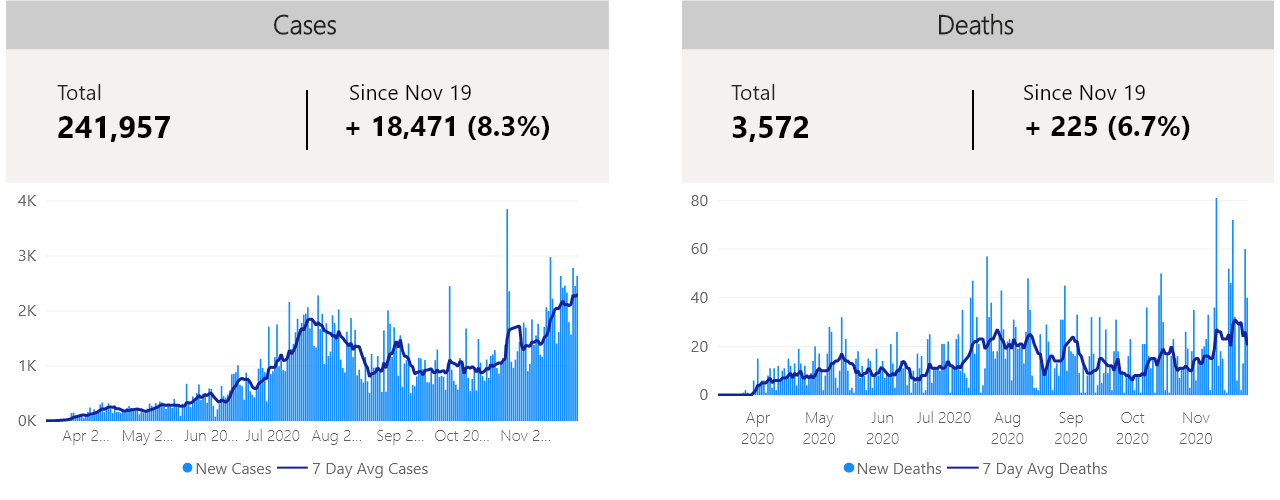 Cases
Total
Since Nov 19
241,957
+ 18,471 (8.3%)
4K
3K
2K
1K
0K
Apr 2... May 2... Jun 20... Jul 2020 Aug 2... Sep 2... Oct 20... Nov 2...
New Cases 7 Day Avg Cases
Deaths
Total
Since Nov 19
3,572
+ 225 (6.7%)
80
60
40
20
0
Apr May Jun Jul 2020 Aug Sep Oct Nov
2020 2020 2020 2020 2020 2020 2020
New Deaths 7 Day Avg Deaths